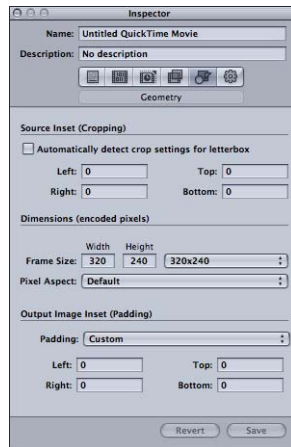 Inspector
Name: Untitled QuickTime Movie
Description: No description
Geometry
Source Inset (Cropping)
Automatically detect crop settings for letterbox
Left: 0 Top: 0
Right: 0 Bottom: 0
Dimensions (encoded pixels)
Width Height
Frame Size: 320 240 320x240
Pixel Aspect: Default
Output Image Inset (Padding)
Padding: Custom
Left: 0 Top: 0
Right: 0 Bottom: 0
Revert Save